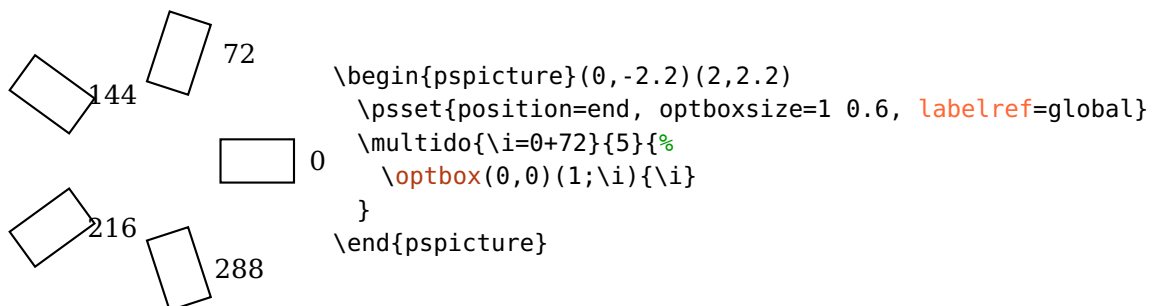 72
144
0
216
288
\begin{pspicture}(0,-2.2)(2,2.2)
\psset{position=end, optboxsize=1 0.6, labelref=global}
\multido{\i=0+72}{5}{%
\optbox(0,0)(1;\i){\i}
}
\end{pspicture}